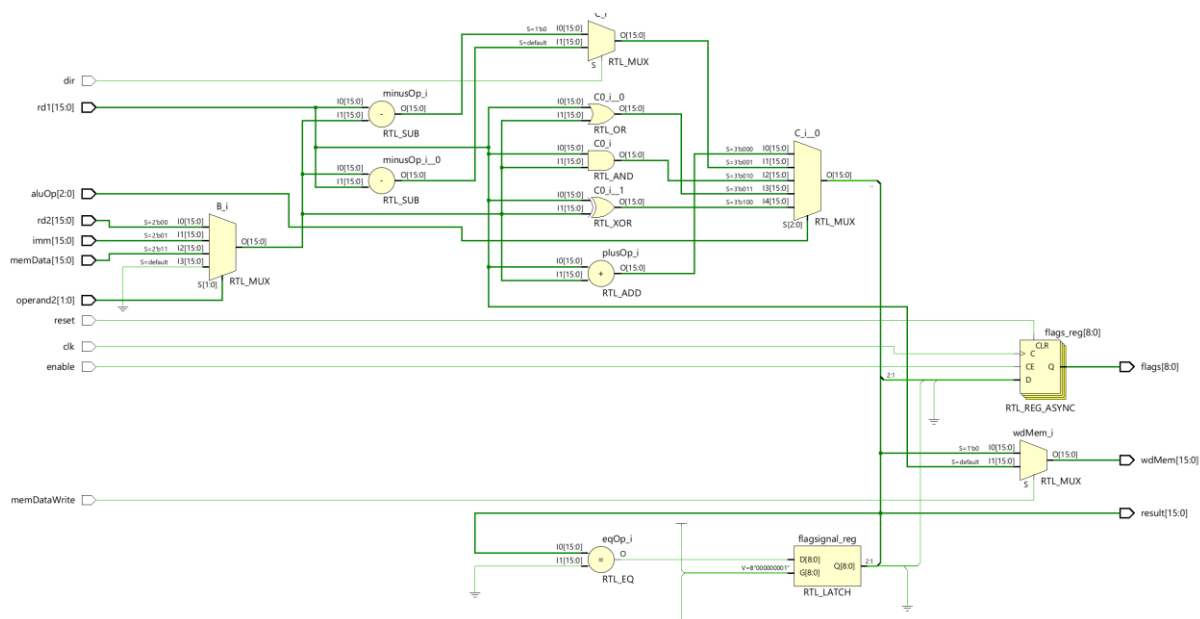 C_i
S=1'b0 I0[15:0]
S=default I1[15:0]
O[15:0]
S
RTL_MUX
dir
rd1[15:0]
minusOp_i
I0[15:0]
I1[15:0]
O[15:0]
-
RTL_SUB
minusOp_i__0
I0[15:0]
I1[15:0]
O[15:0]
-
RTL_SUB
C0_i__0
I0[15:0]
I1[15:0]
O[15:0]
RTL_OR
C0_i
I0[15:0]
I1[15:0]
O[15:0]
RTL_AND
C0_i__1
I0[15:0]
I1[15:0]
O[15:0]
RTL_XOR
plusOp_i
I0[15:0]
I1[15:0]
O[15:0]
+
RTL_ADD
C_i__0
S=3'b000 I0[15:0]
S=3'b001 I1[15:0]
S=3'b010 I2[15:0]
S=3'b011 I3[15:0]
S=3'b100 I4[15:0]
O[15:0]
S[2:0]
RTL_MUX
aluOp[2:0]
rd2[15:0]
imm[15:0]
memData[15:0]
B_i
S=2'b00 I0[15:0]
S=2'b01 I1[15:0]
S=2'b11 I2[15:0]
S=default I3[15:0]
O[15:0]
S[1:0]
RTL_MUX
operand2[1:0]
reset
clk
enable
flags_reg[8:0]
CLR
C
CE
Q
D
2:1
RTL_REG_ASYNC
flags[8:0]
wdMem_i
S=1'b0 I0[15:0]
S=default I1[15:0]
O[15:0]
S
RTL_MUX
wdMem[15:0]
memDataWrite
result[15:0]
eqOp_i
I0[15:0]
I1[15:0]
O
=
RTL_EQ
flagsignal_reg
D[8:0]
V=B"000000001" G[8:0]
Q[8:0]
2:1
RTL_LATCH